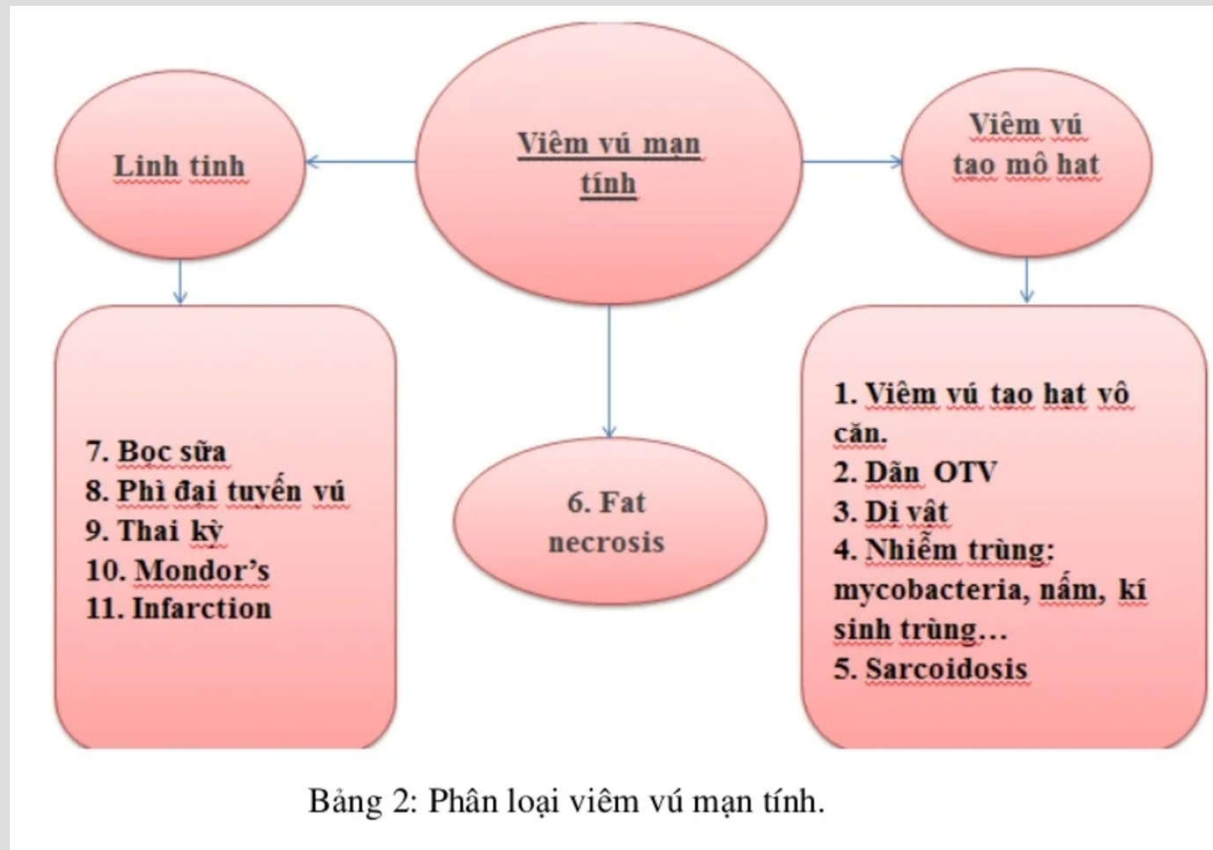 Linh tinh
Viêm vú mạn
tính
Viêm vú
tạo mô hạt
7. Bọc sữa
8. Phì đại tuyến vú
9. Thai kỳ
10. Mondor’s
11. Infarction
6. Fat
necrosis
1. Viêm vú tạo hạt vô
căn.
2. Dãn OTV
3. Dị vật
4. Nhiễm trùng:
mycobacteria, nấm, kí
sinh trùng…
5. Sarcoidosis
Bảng 2: Phân loại viêm vú mạn tính.